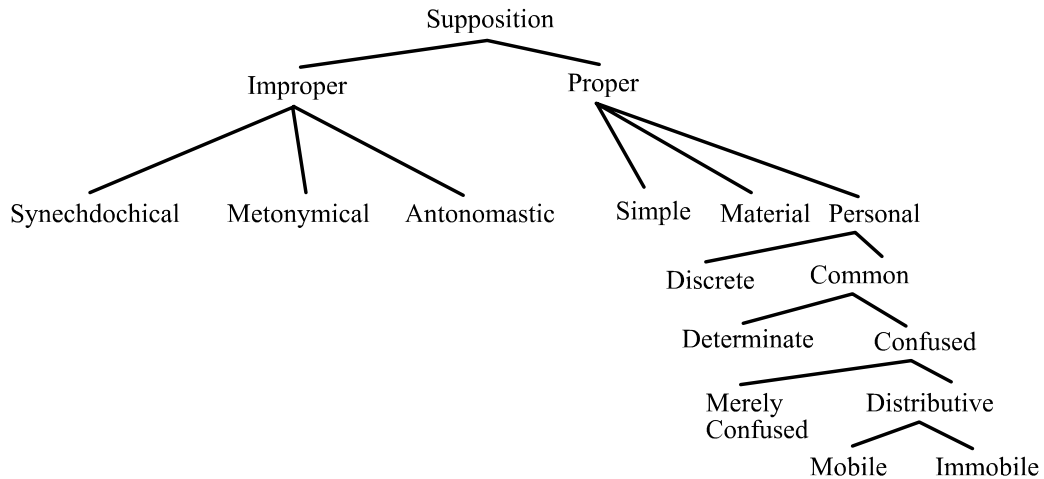 Supposition
Improper
Proper
Synechdochical
Metonymical
Antonomastic
Simple
Material
Personal
Discrete
Common
Determinate
Confused
Merely
Confused
Distributive
Mobile
Immobile